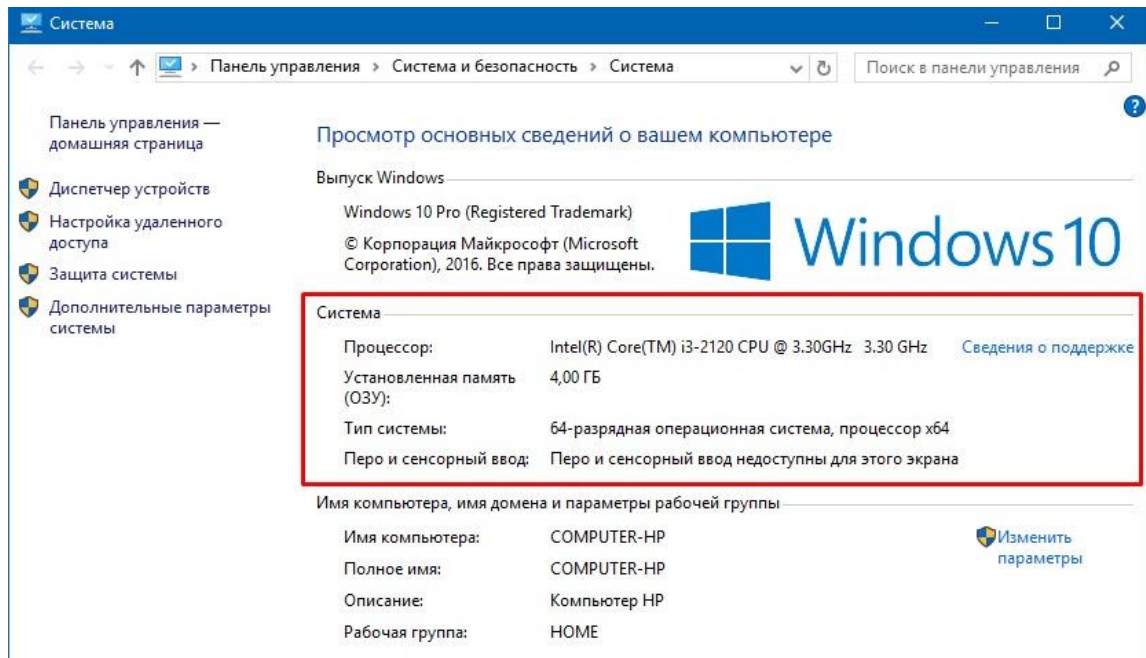 Система
Панель управления › Система и безопасность › Система
Поиск в панели управления
?
Панель управления —
домашняя страница
Диспетчер устройств
Настройка удаленного
доступа
Защита системы
Дополнительные параметры
системы
Просмотр основных сведений о вашем компьютере
Выпуск Windows
Windows 10 Pro (Registered Trademark)
© Корпорация Майкрософт (Microsoft
Corporation), 2016. Все права защищены.
Windows 10
Система
Процессор: Intel(R) Core(TM) i3-2120 CPU @ 3.30GHz 3.30 GHz Сведения о поддержке
Установленная память 4,00 ГБ
(ОЗУ):
Тип системы: 64-разрядная операционная система, процессор x64
Перо и сенсорный ввод: Перо и сенсорный ввод недоступны для этого экрана
Имя компьютера, имя домена и параметры рабочей группы
Имя компьютера: COMPUTER-HP Изменить
параметры
Полное имя: COMPUTER-HP
Описание: Компьютер HP
Рабочая группа: HOME